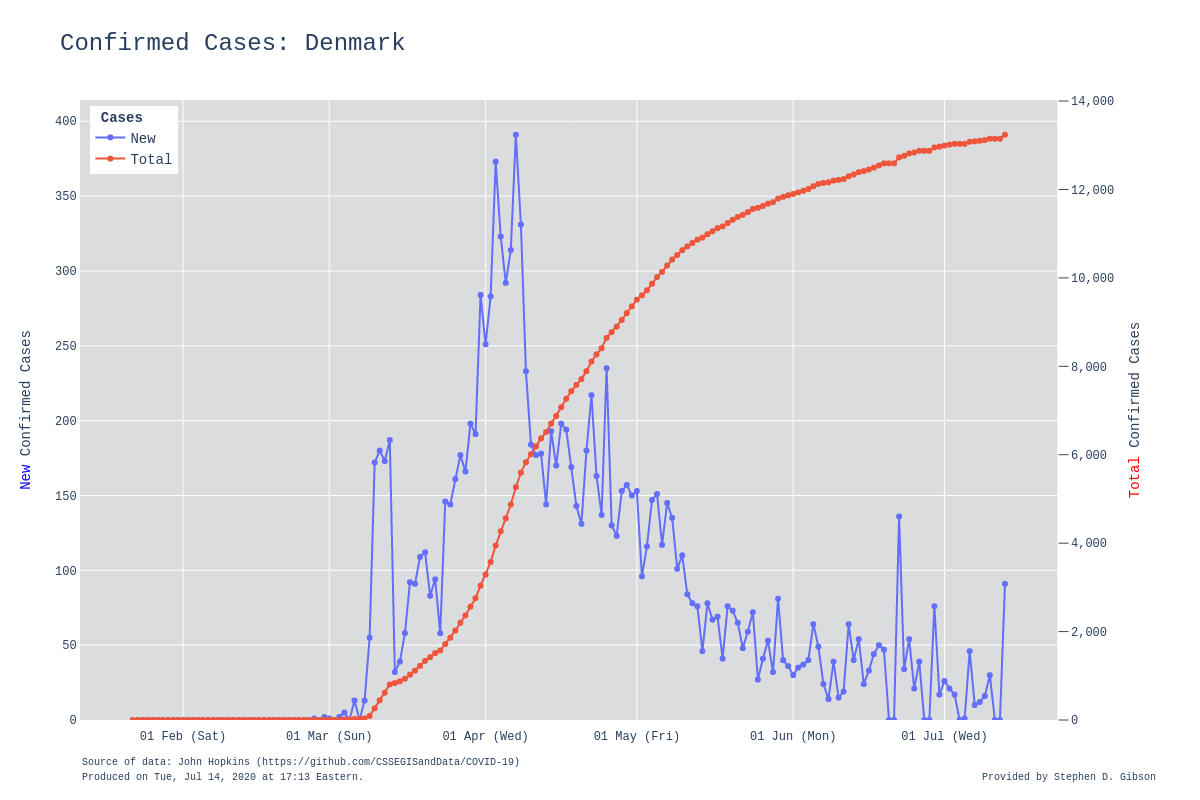 Confirmed Cases: Denmark
Cases
New
Total
400
350
300
250
200
150
100
50
0
14,000
12,000
10,000
8,000
6,000
4,000
2,000
0
New Confirmed Cases
Total Confirmed Cases
01 Feb (Sat)
01 Mar (Sun)
01 Apr (Wed)
01 May (Fri)
01 Jun (Mon)
01 Jul (Wed)
Source of data: John Hopkins (https://github.com/CSSEGISandData/COVID-19)
Produced on Tue, Jul 14, 2020 at 17:13 Eastern.
Provided by Stephen D. Gibson